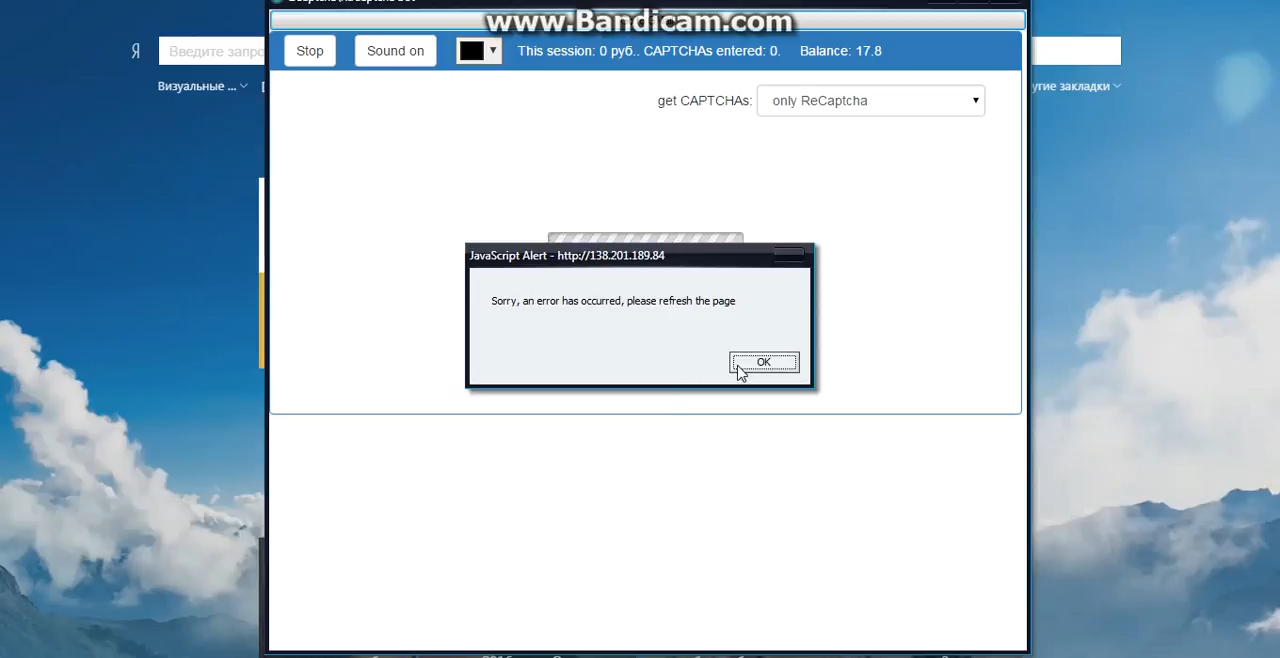 www.Bandicam.com
Я
Введите запро
Stop
Sound on
This session: 0 руб.. CAPTCHAs entered: 0.
Balance: 17.8
Визуальные ...
угие закладки
get CAPTCHAs:
only ReCaptcha
JavaScript Alert - http://138.201.189.84
Sorry, an error has occurred, please refresh the page
OK